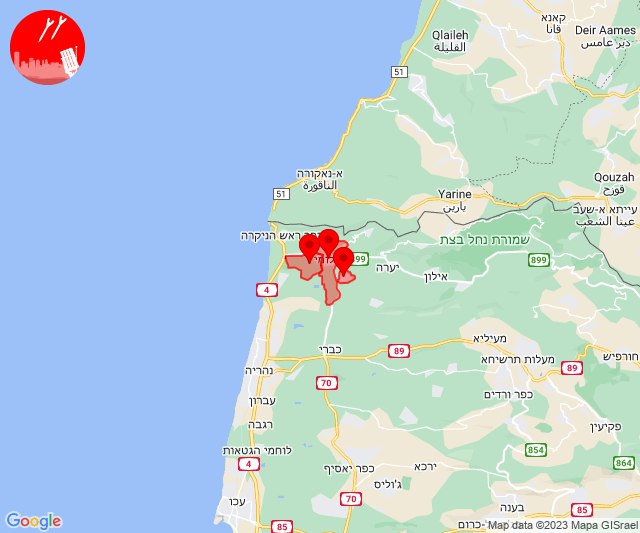 קאנא
قانا
Deir Aames
دير عامس
Qlaileh
القليلة
51
א-נאקורה
الناقورة
51
Qouzah
قوزح
Yarine
يارين
עייתא א-שעב
عيتا الشعب
ראש הניקרה
שמורת נחל בצת
899
899
יערה
אילון
4
כברי
89
מעיליא
מעלות תרשיחא
חורפיש
89
נהריה
70
עברון
כפר ורדים
רגבה
פקיעין
לוחמי הגטאות
854
864
4
כפר יאסיף
ירכא
ג'וליס
70
עכו
בענה
85
85
כרום-
Google
Map data ©2023 Mapa GISrael